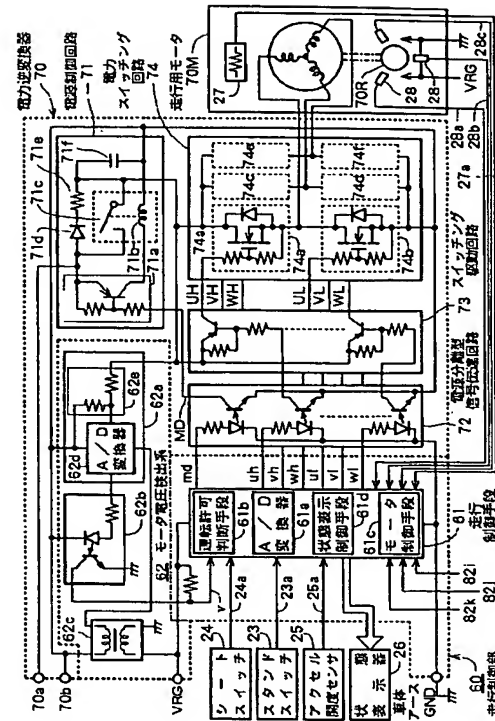 電力逆変換器
70
電源制御回路
71
電力
スイッチング
回路
74
走行用モータ
70M
71e
71c
71d
71f
71b
71a
27
70R
28c
28
28
VRG
28a
28b
27a
74e
74f
74c
74d
74a
74a
74b
UH
VH
WH
UL
VL
WL
スイッチング
駆動回路
73
電源分離型
信号伝達回路
72
MD
md
uh
vh
wh
ul
vl
wl
62e
62d
A/D
変換器
62a
62b
62c
モータ電圧検出系
62
70a
70b
VRG
v
運転許可
判断手段
61b
A/D
変換器
61a
状態表示
制御手段
61d
モータ
制御手段
61c
61
走行
制御手段
24
シート
スイッチ
24a
23
スタンド
スイッチ
23a
25
アクセル
開度センサ
25a
26
状態
表示器
車体
アース
GND
82i
82j
82k
60
走行制御部